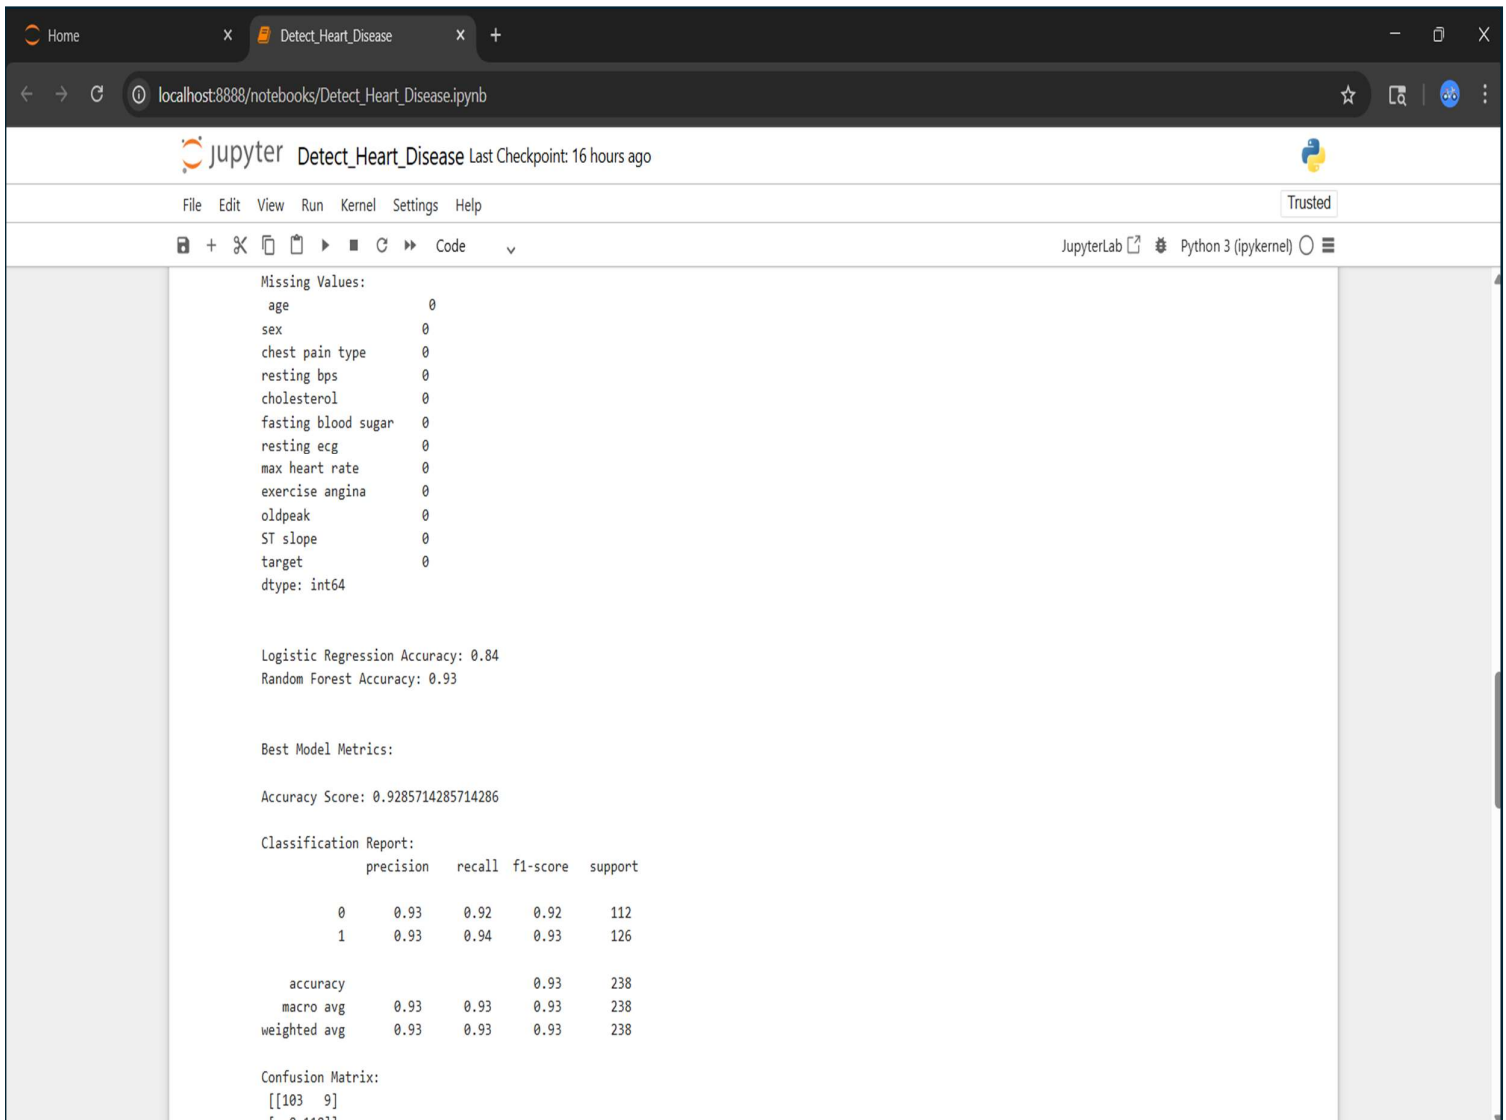 Home
Detect_Heart_Disease
localhost:8888/notebooks/Detect_Heart_Disease.ipynb
jupyter Detect_Heart_Disease Last Checkpoint: 16 hours ago
File Edit View Run Kernel Settings Help Trusted
Code JupyterLab Python 3 (ipykernel)
Missing Values:
age 0
sex 0
chest pain type 0
resting bps 0
cholesterol 0
fasting blood sugar 0
resting ecg 0
max heart rate 0
exercise angina 0
oldpeak 0
ST slope 0
target 0
dtype: int64
Logistic Regression Accuracy: 0.84
Random Forest Accuracy: 0.93
Best Model Metrics:
Accuracy Score: 0.9285714285714286
Classification Report:
precision recall f1-score support
0 0.93 0.92 0.92 112
1 0.93 0.94 0.93 126
accuracy 0.93 238
macro avg 0.93 0.93 0.93 238
weighted avg 0.93 0.93 0.93 238
Confusion Matrix:
[[103 9]